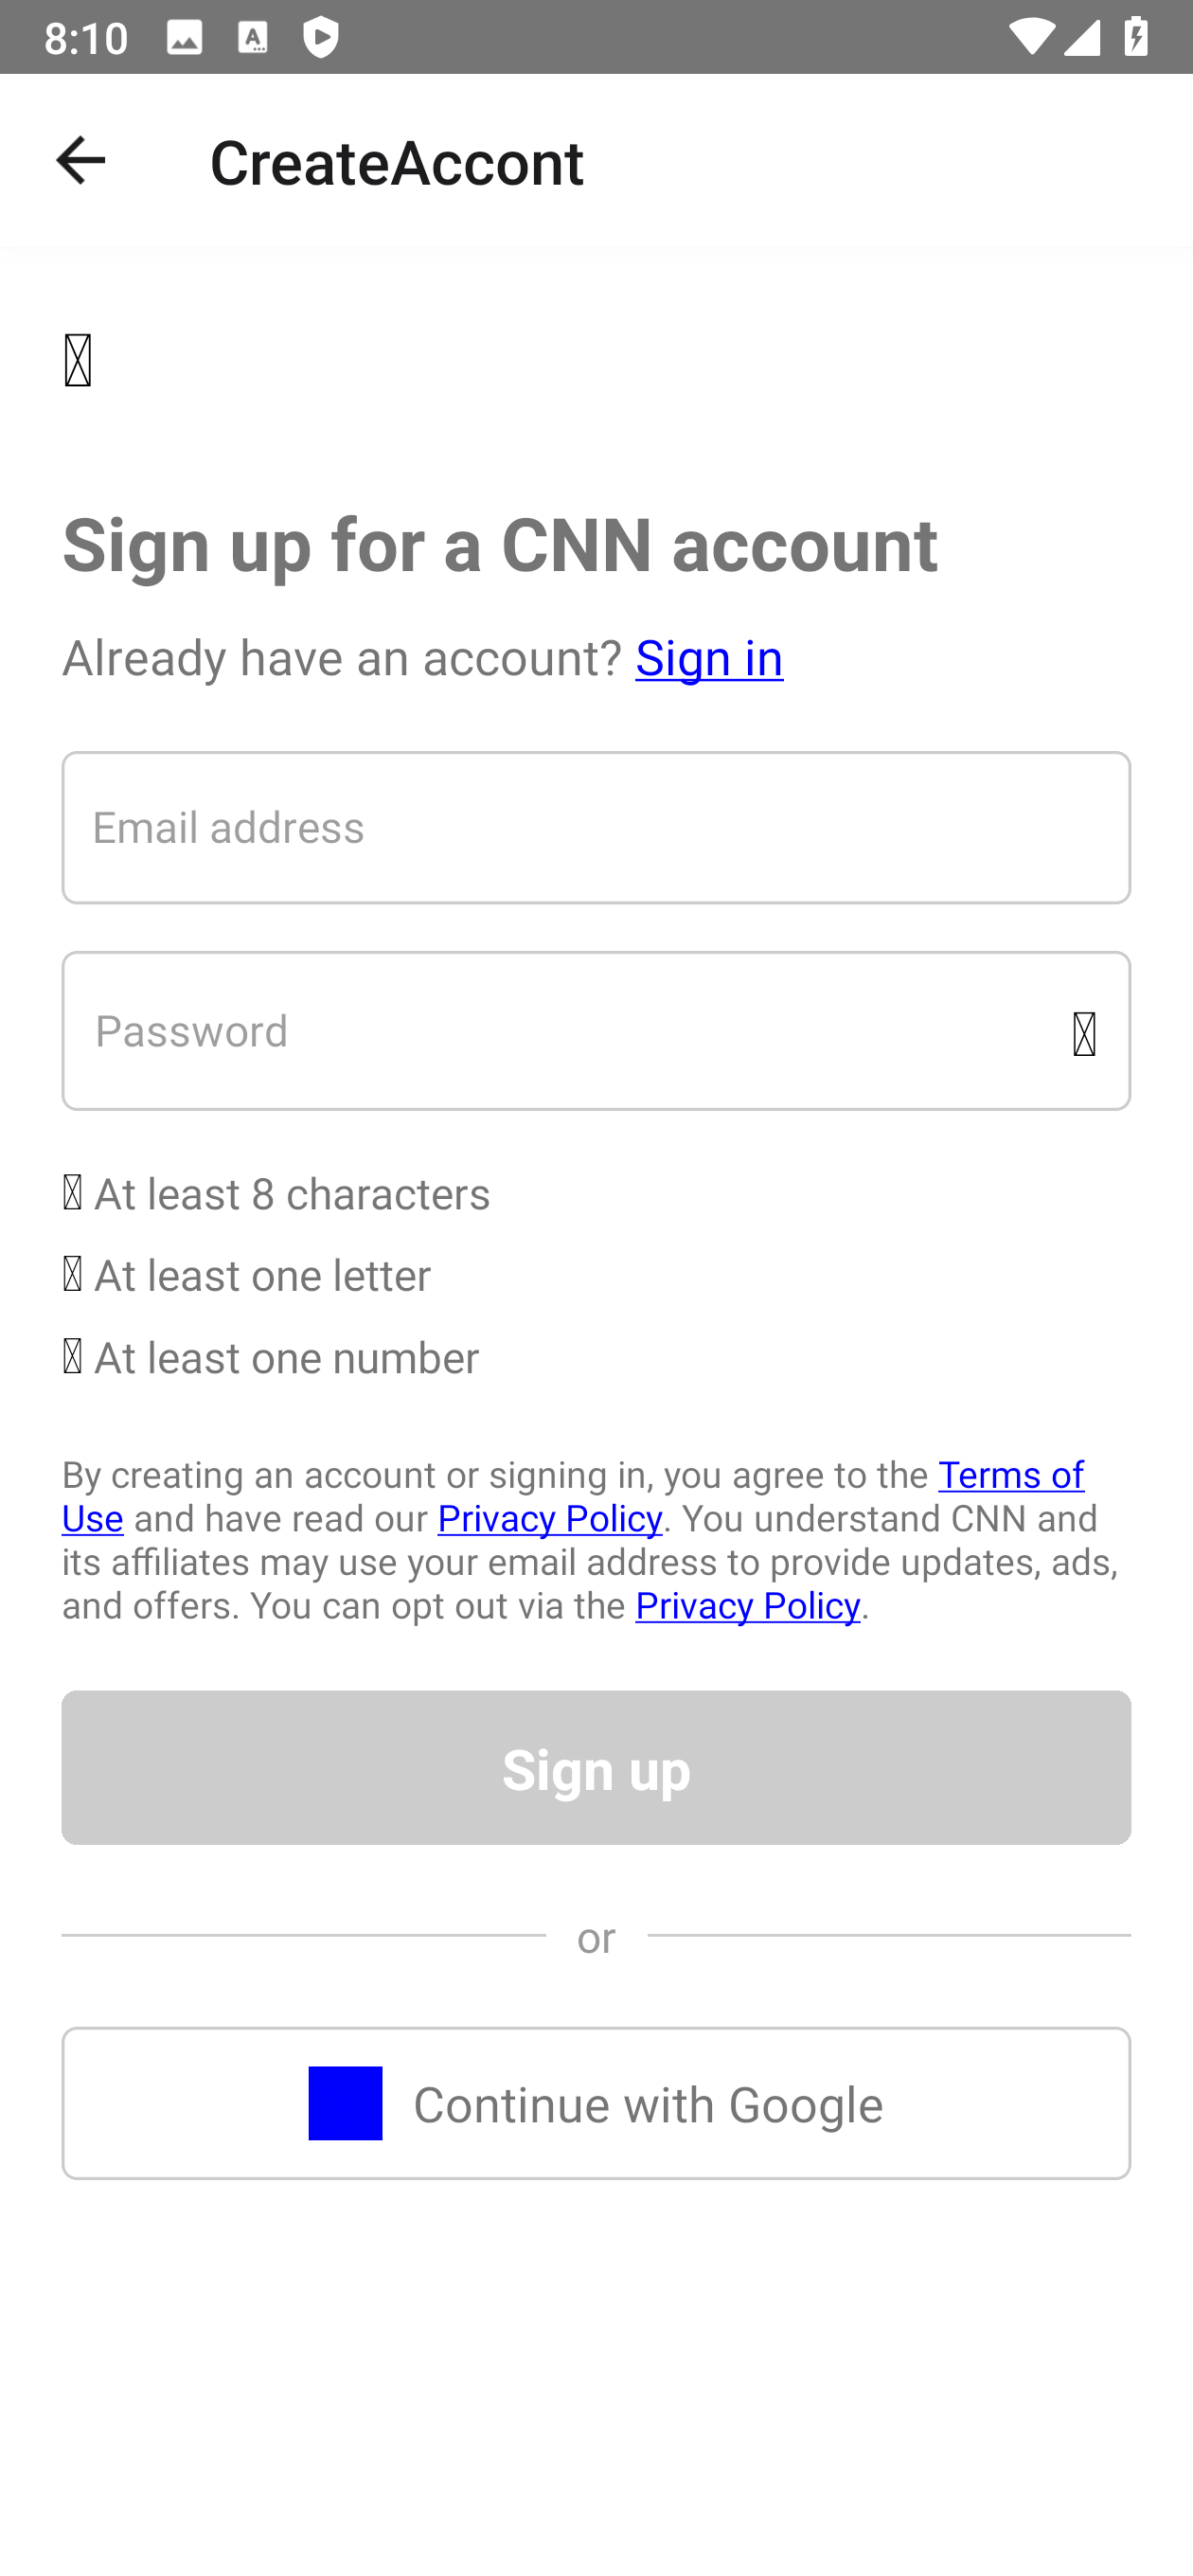 8:10
CreateAccont
Sign up for a CNN account
Already have an account? Sign in
Email address
Password
At least 8 characters
At least one letter
At least one number
By creating an account or signing in, you agree to the Terms of
Use and have read our Privacy Policy. You understand CNN and
its affiliates may use your email address to provide updates, ads,
and offers. You can opt out via the Privacy Policy.
Sign up
or
Continue with Google